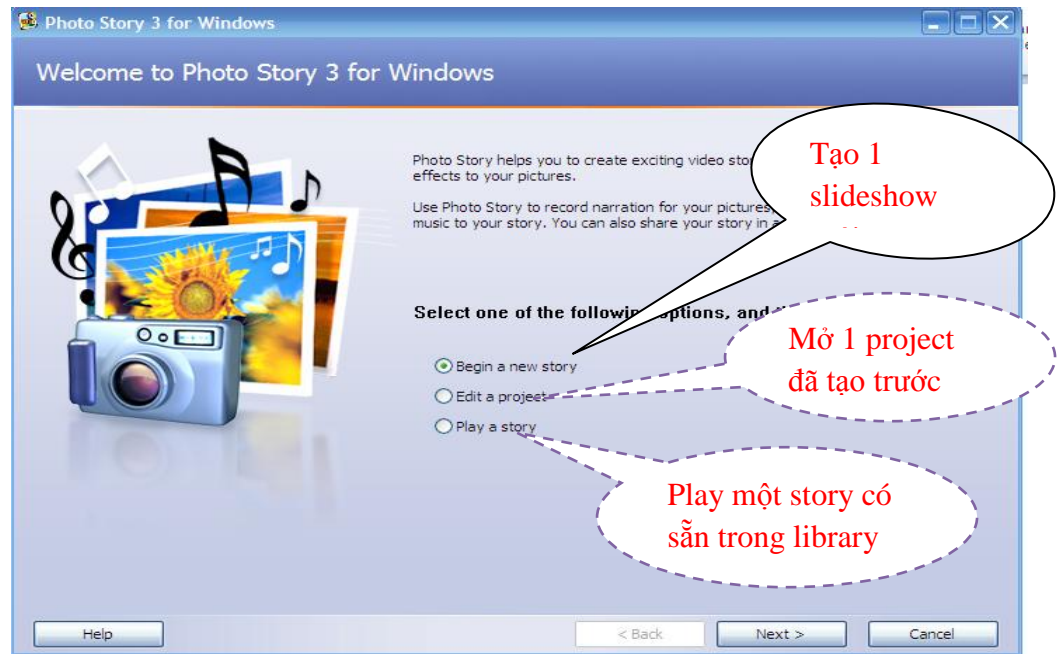 Photo Story 3 for Windows
Welcome to Photo Story 3 for Windows
Photo Story helps you to create exciting video
effects to your pictures.
Use Photo Story to record narration for your pictures
music to your story. You can also share your story in
Tạo 1
slideshow
Select one of the following options, and
Begin a new story
Edit a project
Play a story
Mở 1 project
đã tạo trước
Play một story có
sẵn trong library
Help
< Back
Next >
Cancel